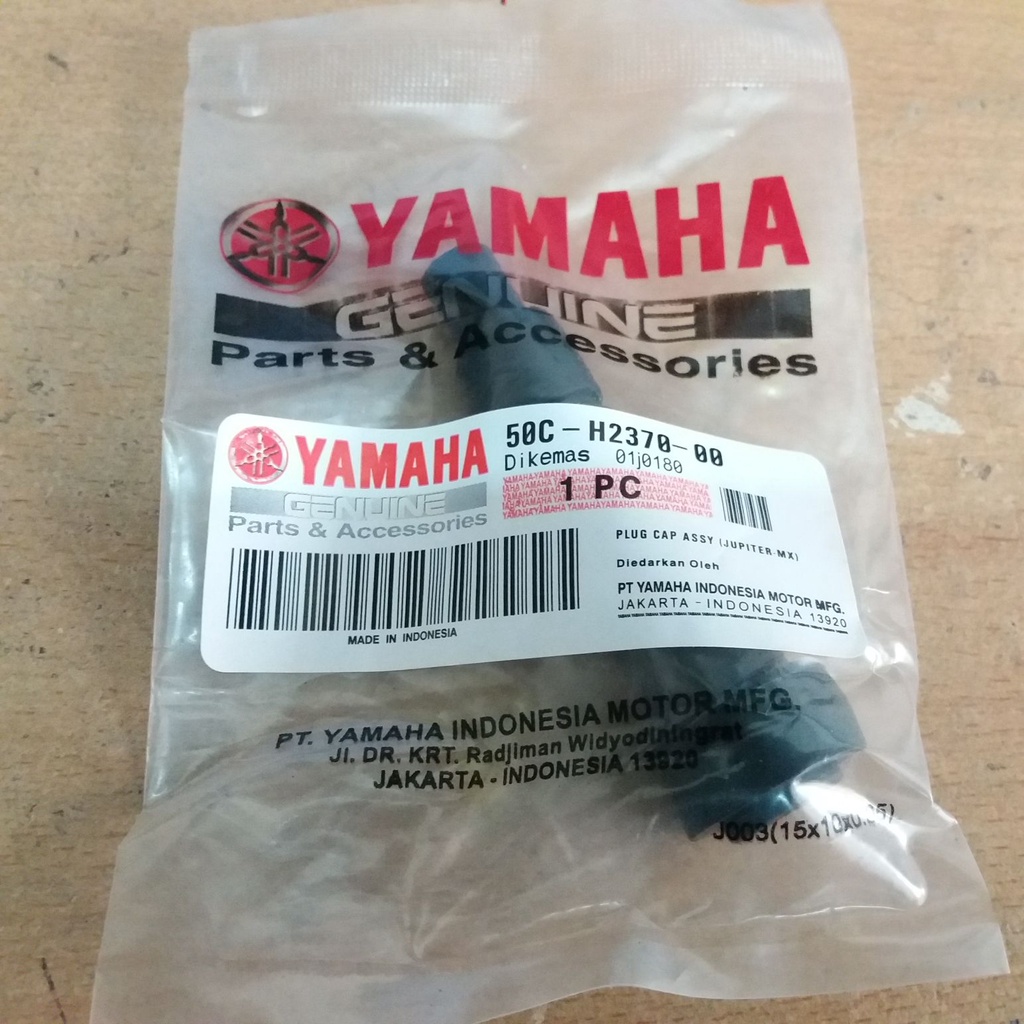 YAMAHA
GENUINE
Parts & Accessories
YAMAHA
GENUINE
Parts & Accessories
MADE IN INDONESIA
50C-H2370-00
Dikemas 01j0180
1 PC
PLUG CAP ASSY (JUPITER-MX)
Diedarkan Oleh
PT YAMAHA INDONESIA MOTOR MFG.
JAKARTA - INDONESIA 13920
PT. YAMAHA INDONESIA MOTOR MFG.
Jl. DR. KRT. Radjiman Widyodiningrat
JAKARTA - INDONESIA 13920